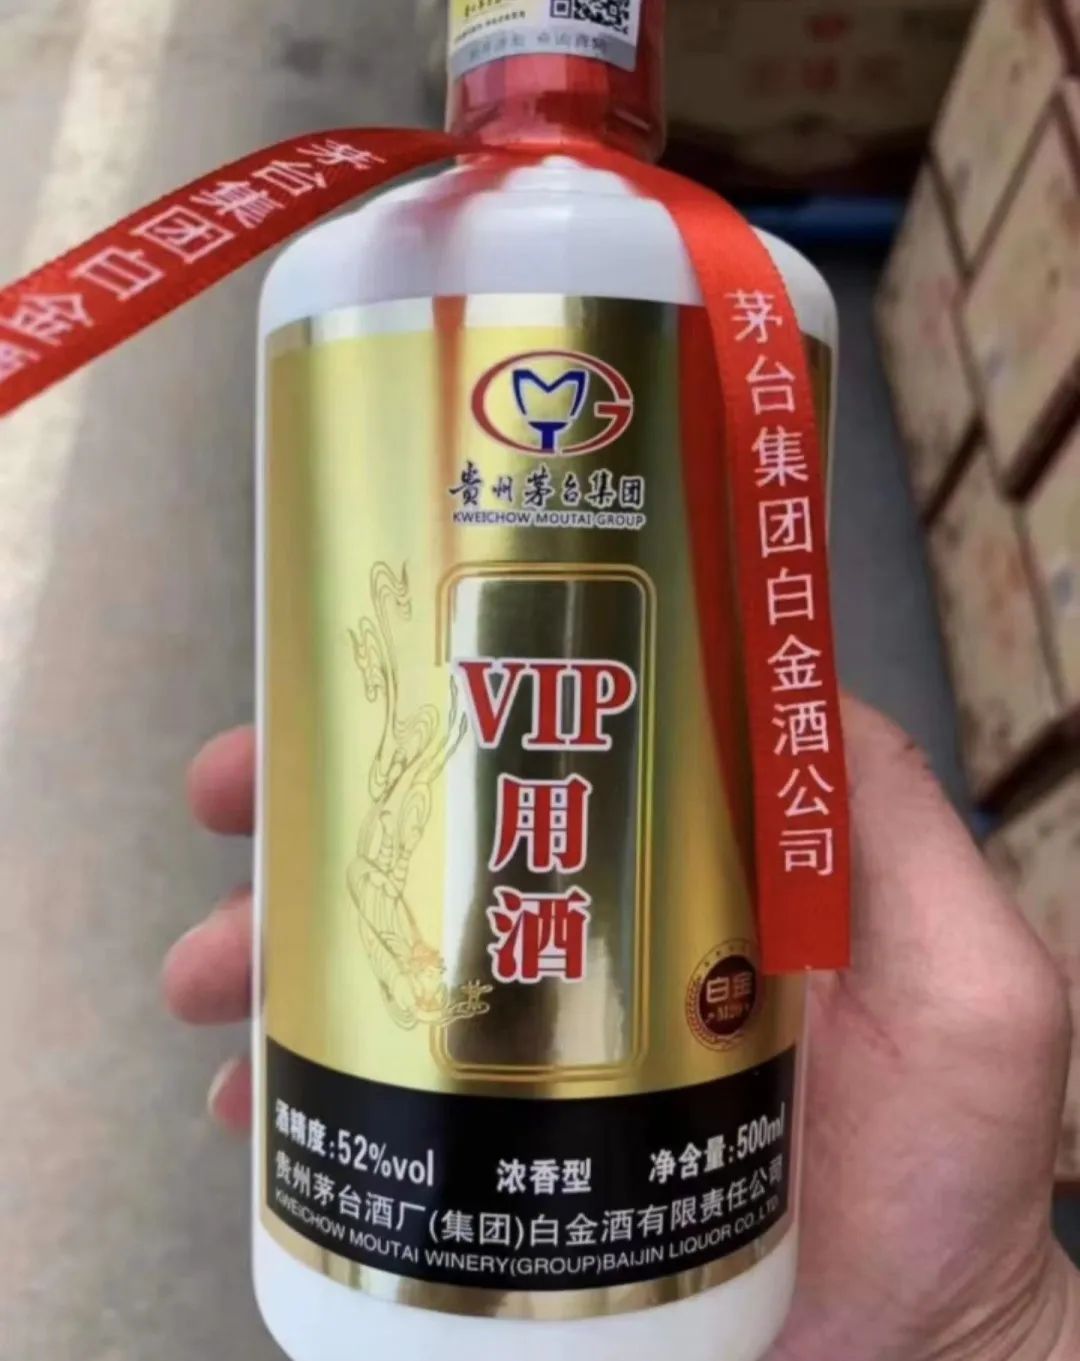 茅台集团白金酒
茅台集团白金酒公司
贵州茅台集团
KWEICHOW MOUTAI GROUP
VIP
用
酒
白金
酒精度:52%vol
浓香型
净含量:500ml
贵州茅台酒厂(集团)白金酒有限责任公司
KWEICHOW MOUTAI WINERY(GROUP)BAIJIN LIQUOR CO.,LTD.